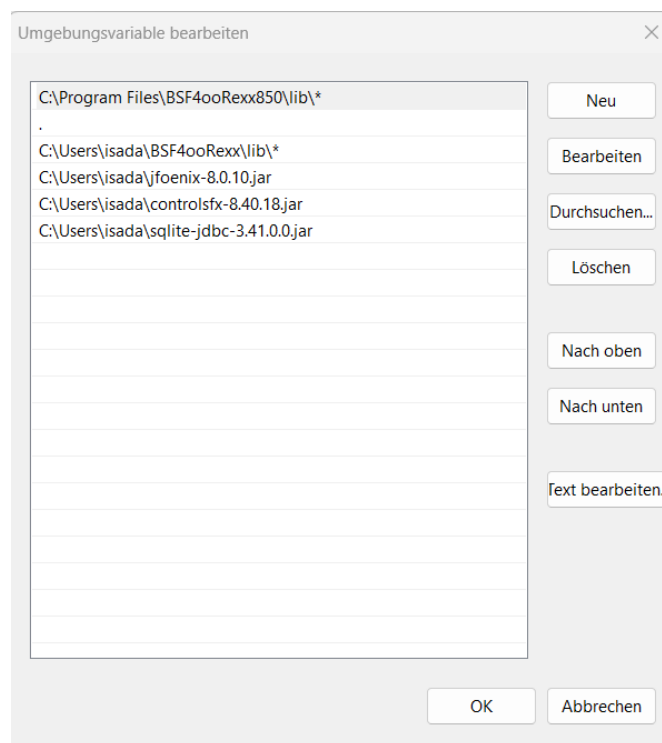 Umgebungsvariable bearbeiten
C:\Program Files\BSF4ooRexx850\lib\*
.
C:\Users\isada\BSF4ooRexx\lib\*
C:\Users\isada\jfoenix-8.0.10.jar
C:\Users\isada\controlsfx-8.40.18.jar
C:\Users\isada\sqlite-jdbc-3.41.0.0.jar
Neu
Bearbeiten
Durchsuchen...
Löschen
Nach oben
Nach unten
Text bearbeiten.
OK
Abbrechen